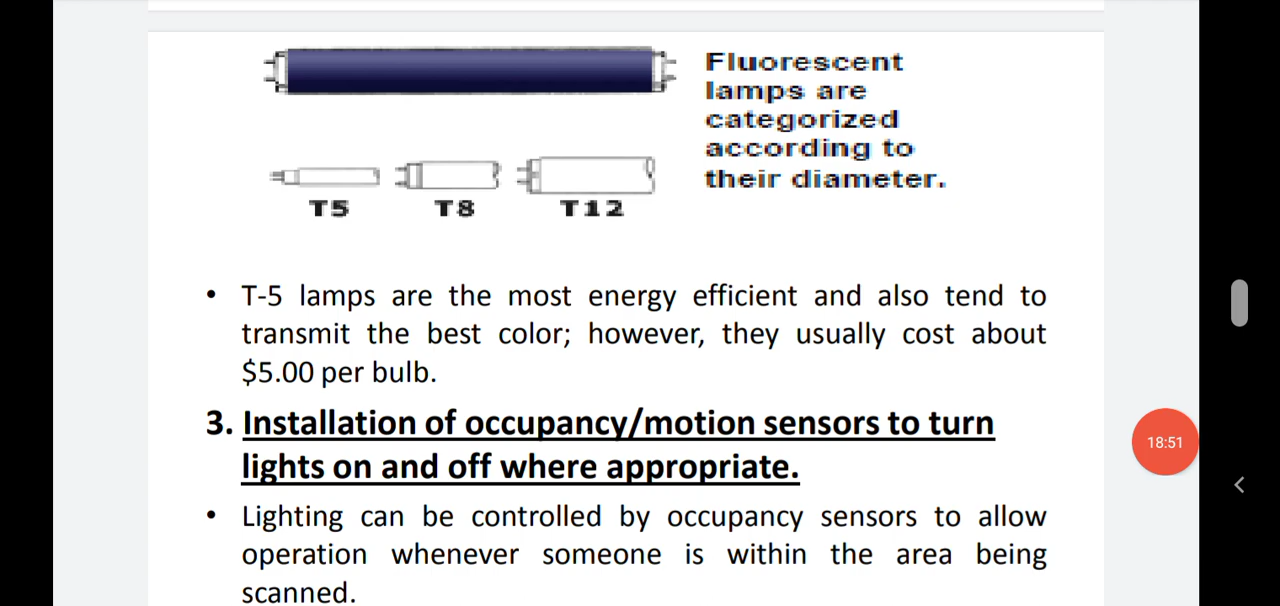 Fluorescent
lamps are
categorized
according to
their diameter.
T5 T8 T12
• T-5 lamps are the most energy efficient and also tend to
transmit the best color; however, they usually cost about
$5.00 per bulb.
3. Installation of occupancy/motion sensors to turn
lights on and off where appropriate.
18:51
• Lighting can be controlled by occupancy sensors to allow
operation whenever someone is within the area being
scanned.